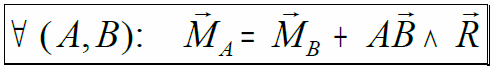 ∀ (A,B): M⃗_A = M⃗_B + AB⃗ ∧ R⃗